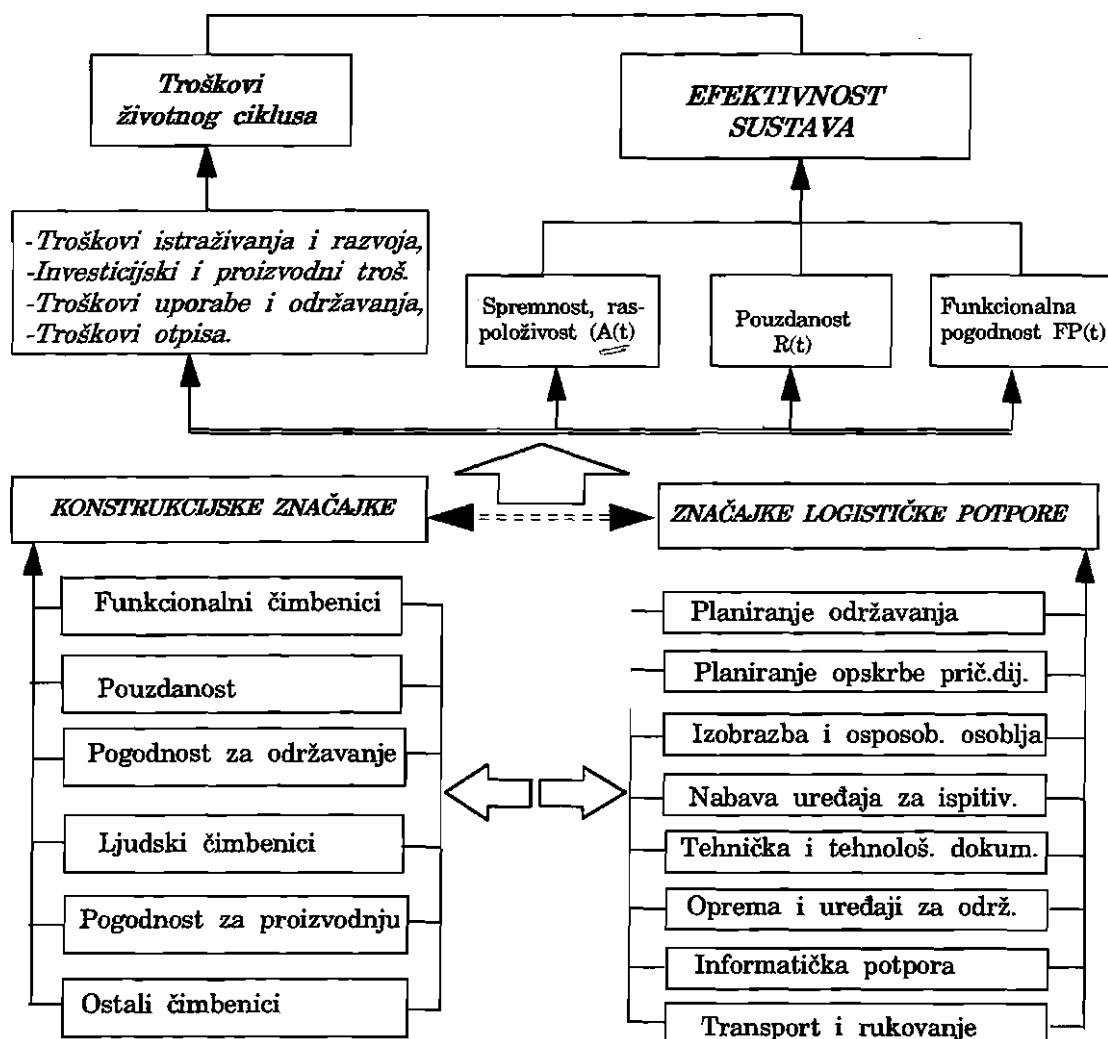 Troškovi
životnog ciklusa
EFEKTIVNOST
SUSTAVA
-Troškovi istraživanja i razvoja,
-Investicijski i proizvodni troš.
-Troškovi uporabe i održavanja,
-Troškovi otpisa.
Spremnost, ras-
položivost (A(t)
Pouzdanost
R(t)
Funkcionalna
pogodnost FP(t)
KONSTRUKCIJSKE ZNAČAJKE
ZNAČAJKE LOGISTIČKE POTPORE
Funkcionalni čimbenici
Pouzdanost
Pogodnost za održavanje
Ljudski čimbenici
Pogodnost za proizvodnju
Ostali čimbenici
Planiranje održavanja
Planiranje opskrbe prič.dij.
Izobrazba i osposob. osoblja
Nabava uređaja za ispitiv.
Tehnička i tehnološ. dokum.
Oprema i uređaji za održ.
Informatička potpora
Transport i rukovanje